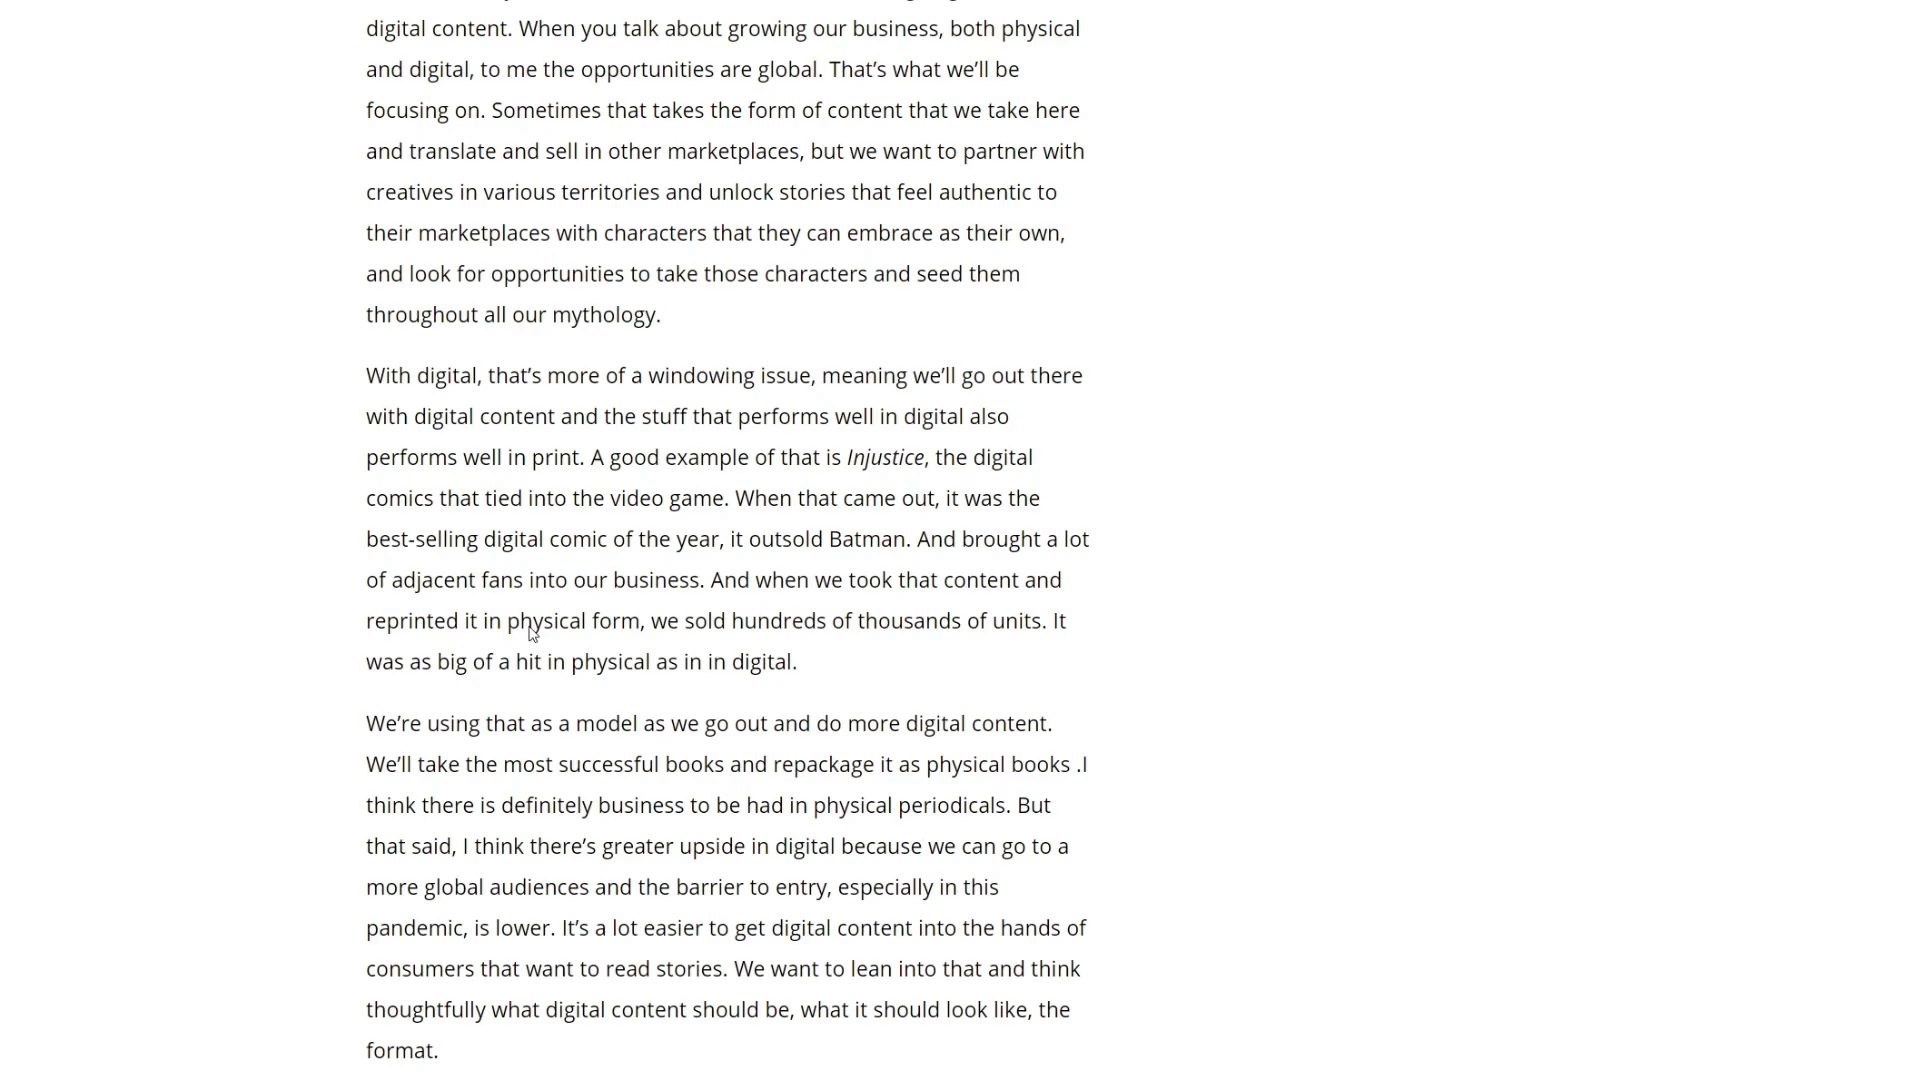 digital content. When you talk about growing our business, both physical
and digital, to me the opportunities are global. That’s what we’ll be
focusing on. Sometimes that takes the form of content that we take here
and translate and sell in other marketplaces, but we want to partner with
creatives in various territories and unlock stories that feel authentic to
their marketplaces with characters that they can embrace as their own,
and look for opportunities to take those characters and seed them
throughout all our mythology.
With digital, that’s more of a windowing issue, meaning we’ll go out there
with digital content and the stuff that performs well in digital also
performs well in print. A good example of that is Injustice, the digital
comics that tied into the video game. When that came out, it was the
best-selling digital comic of the year, it outsold Batman. And brought a lot
of adjacent fans into our business. And when we took that content and
reprinted it in physical form, we sold hundreds of thousands of units. It
was as big of a hit in physical as in in digital.
We’re using that as a model as we go out and do more digital content.
We’ll take the most successful books and repackage it as physical books .I
think there is definitely business to be had in physical periodicals. But
that said, I think there’s greater upside in digital because we can go to a
more global audiences and the barrier to entry, especially in this
pandemic, is lower. It’s a lot easier to get digital content into the hands of
consumers that want to read stories. We want to lean into that and think
thoughtfully what digital content should be, what it should look like, the
format.